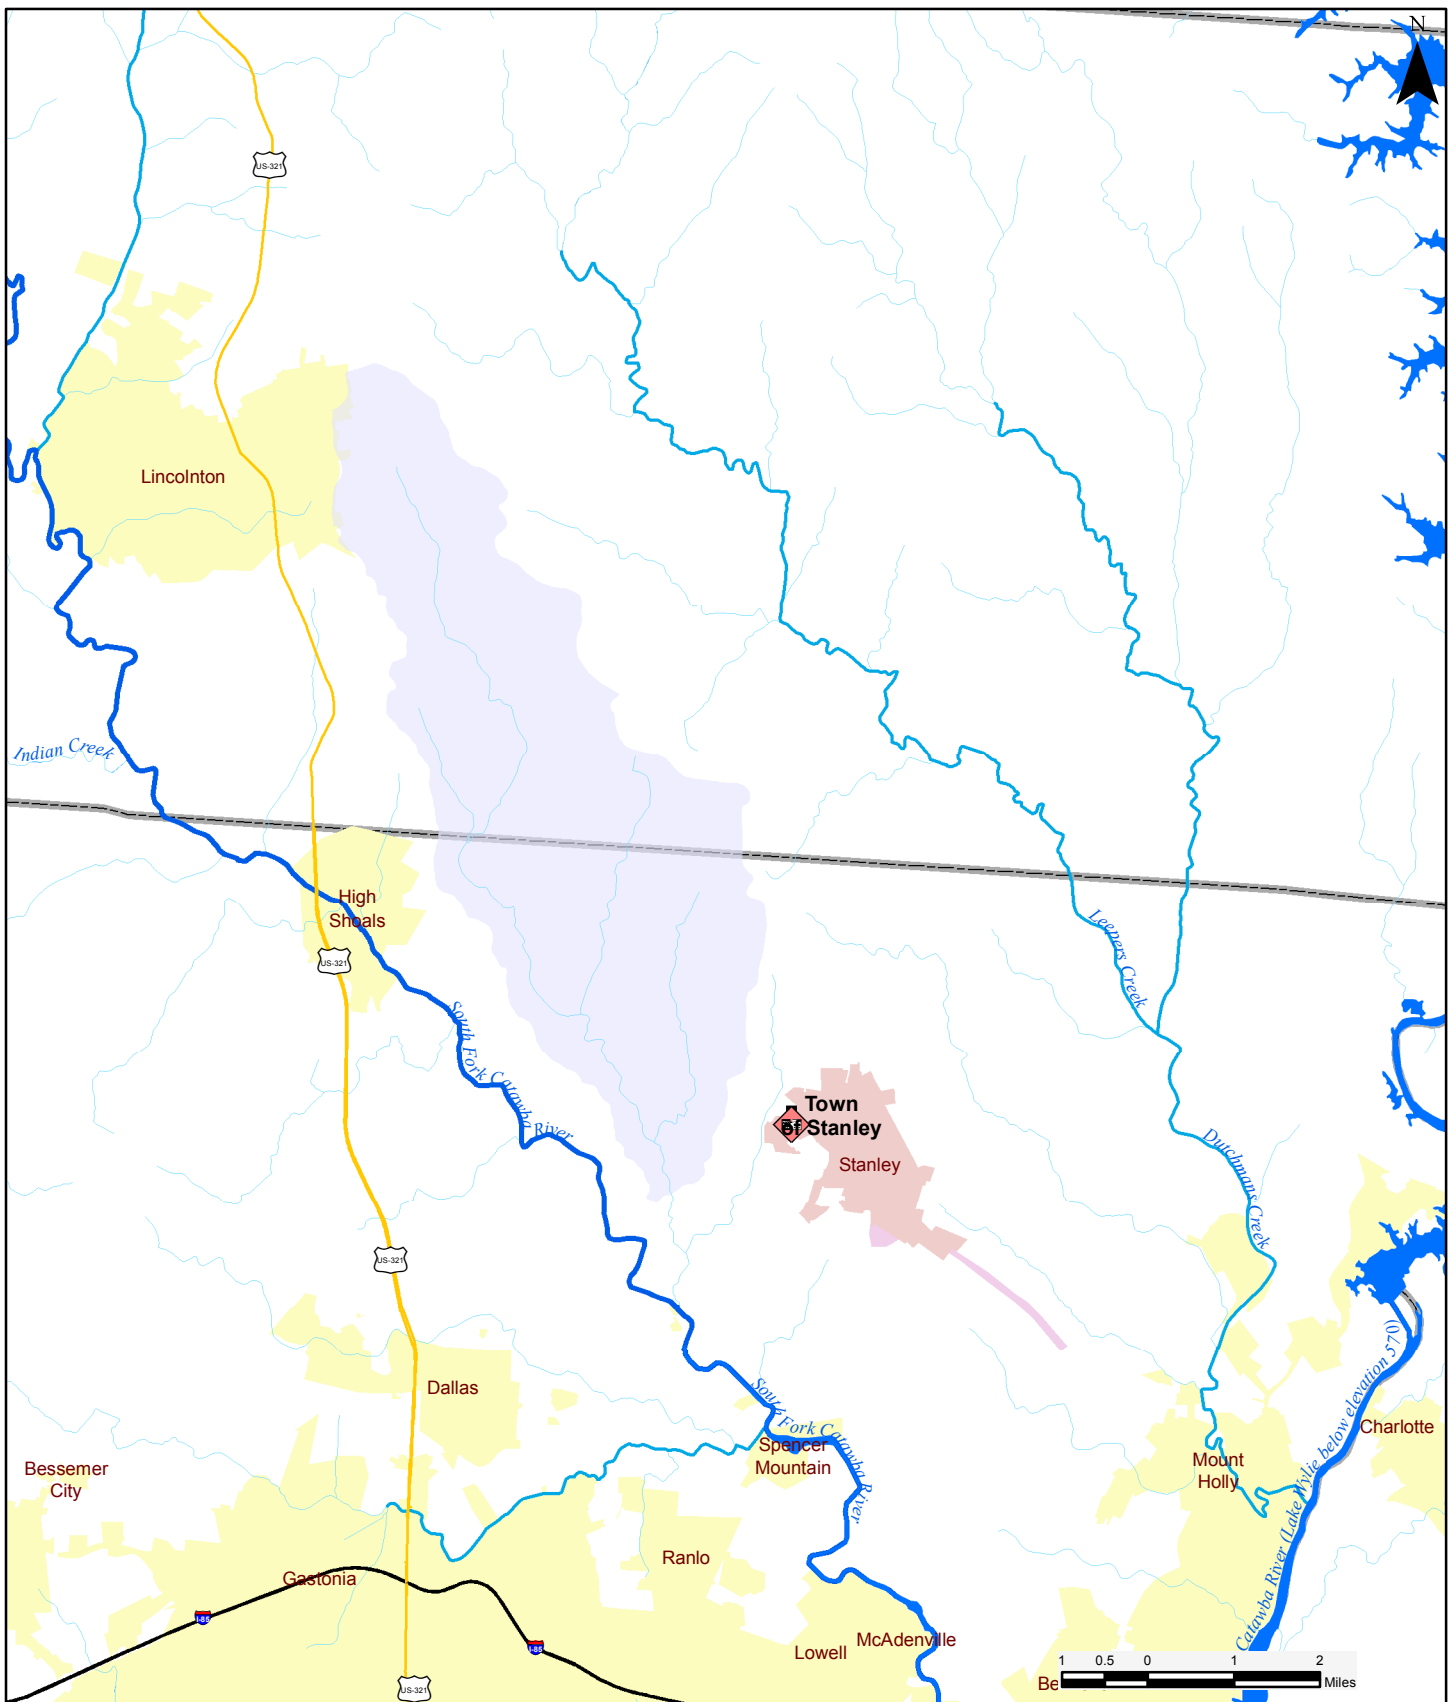 N
US-321
Lincolnton
Indian Creek
High
Shoals
US-321
Leepers Creek
South Fork Catawba River
Town
of Stanley
Stanley
Dutchmans Creek
US-321
Dallas
South Fork Catawba River
Spencer
Mountain
Catawba River (Lake Wylie below elevation 570)
Charlotte
Mount
Holly
Bessemer
City
Ranlo
Gastonia
I-85
I-85
Lowell
McAdenville
US-321
Be
1 0.5 0 1 2
Miles